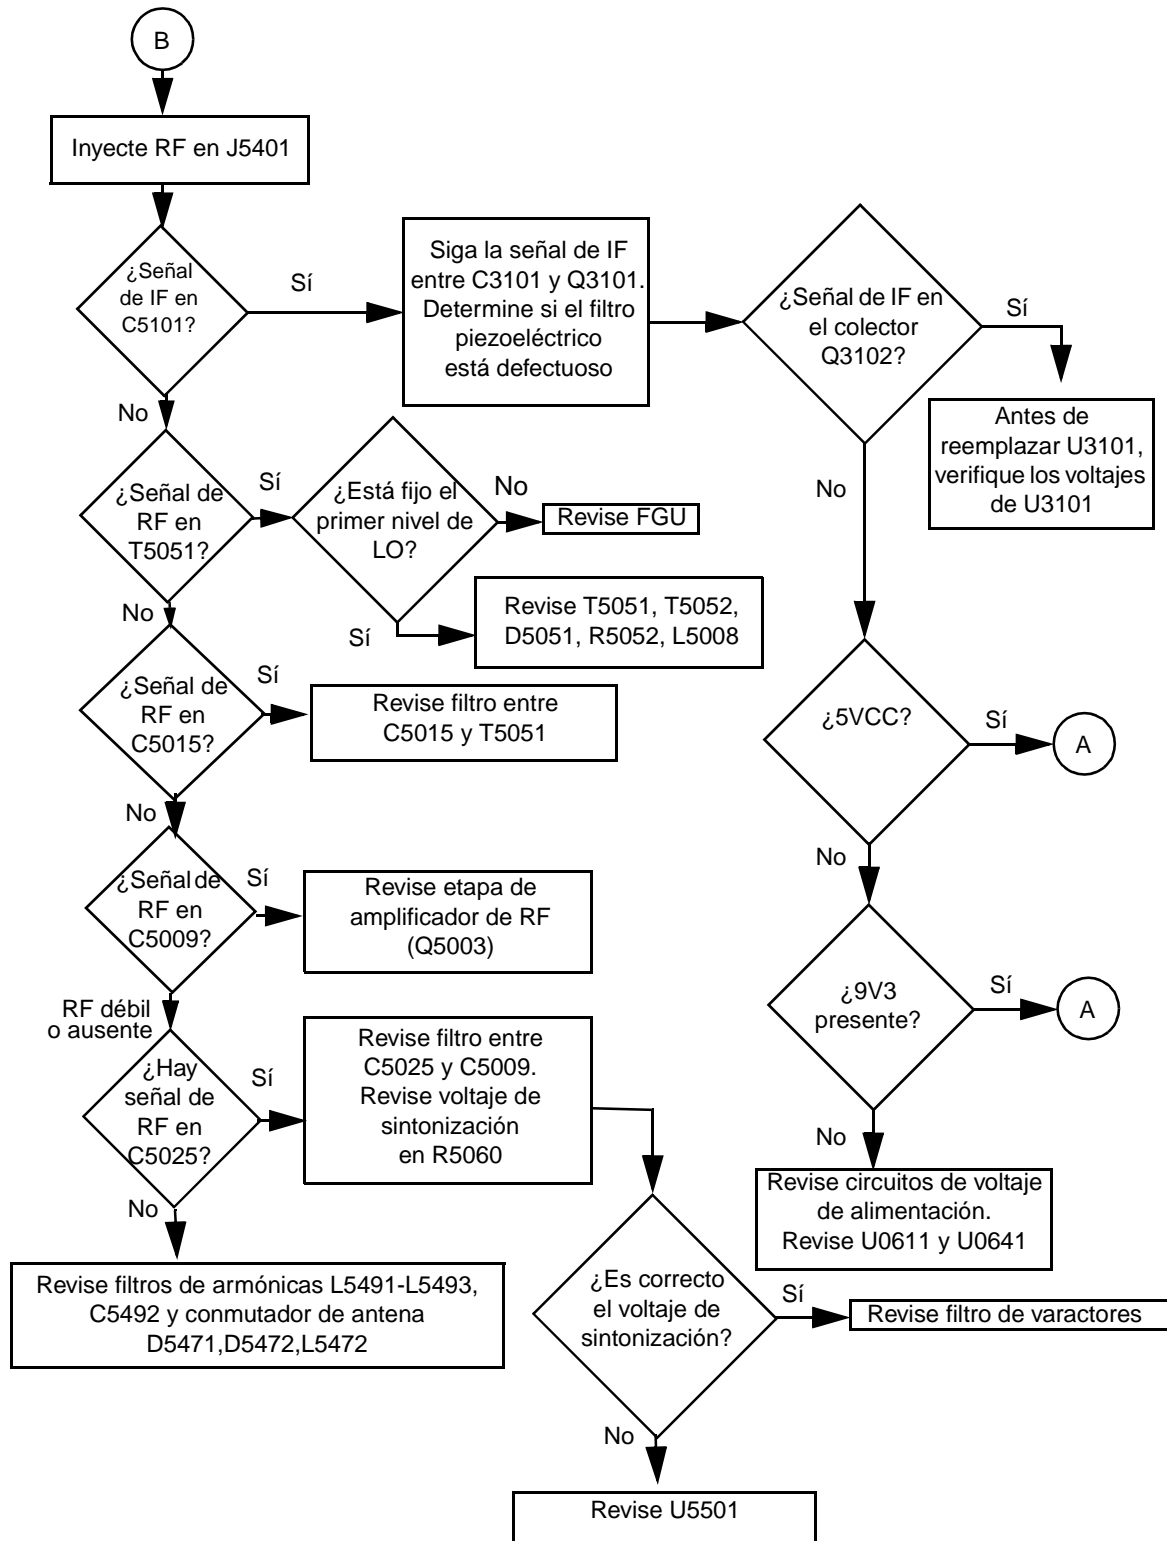 B
Inyecte RF en J5401
¿Señal
de IF en
C5101?
Sí
Siga la señal de IF
entre C3101 y Q3101.
Determine si el filtro
piezoeléctrico
está defectuoso
¿Señal de IF en
el colector
Q3102?
Sí
Antes de
reemplazar U3101,
verifique los voltajes
de U3101
No
No
¿Señal de
RF en
T5051?
Sí
¿Está fijo el
primer nivel de
LO?
No
Revise FGU
Sí
Revise T5051, T5052,
D5051, R5052, L5008
No
¿Señal de
RF en
C5015?
Sí
Revise filtro entre
C5015 y T5051
¿5VCC?
Sí
A
No
No
¿Señal de
RF en
C5009?
Sí
Revise etapa de
amplificador de RF
(Q5003)
¿9V3
presente?
Sí
A
No
Revise circuitos de voltaje
de alimentación.
Revise U0611 y U0641
RF débil
o ausente
¿Hay
señal de
RF en
C5025?
Sí
Revise filtro entre
C5025 y C5009.
Revise voltaje de
sintonización
en R5060
No
Revise filtros de armónicas L5491-L5493,
C5492 y conmutador de antena
D5471,D5472,L5472
¿Es correcto
el voltaje de
sintonización?
Sí
Revise filtro de varactores
No
Revise U5501